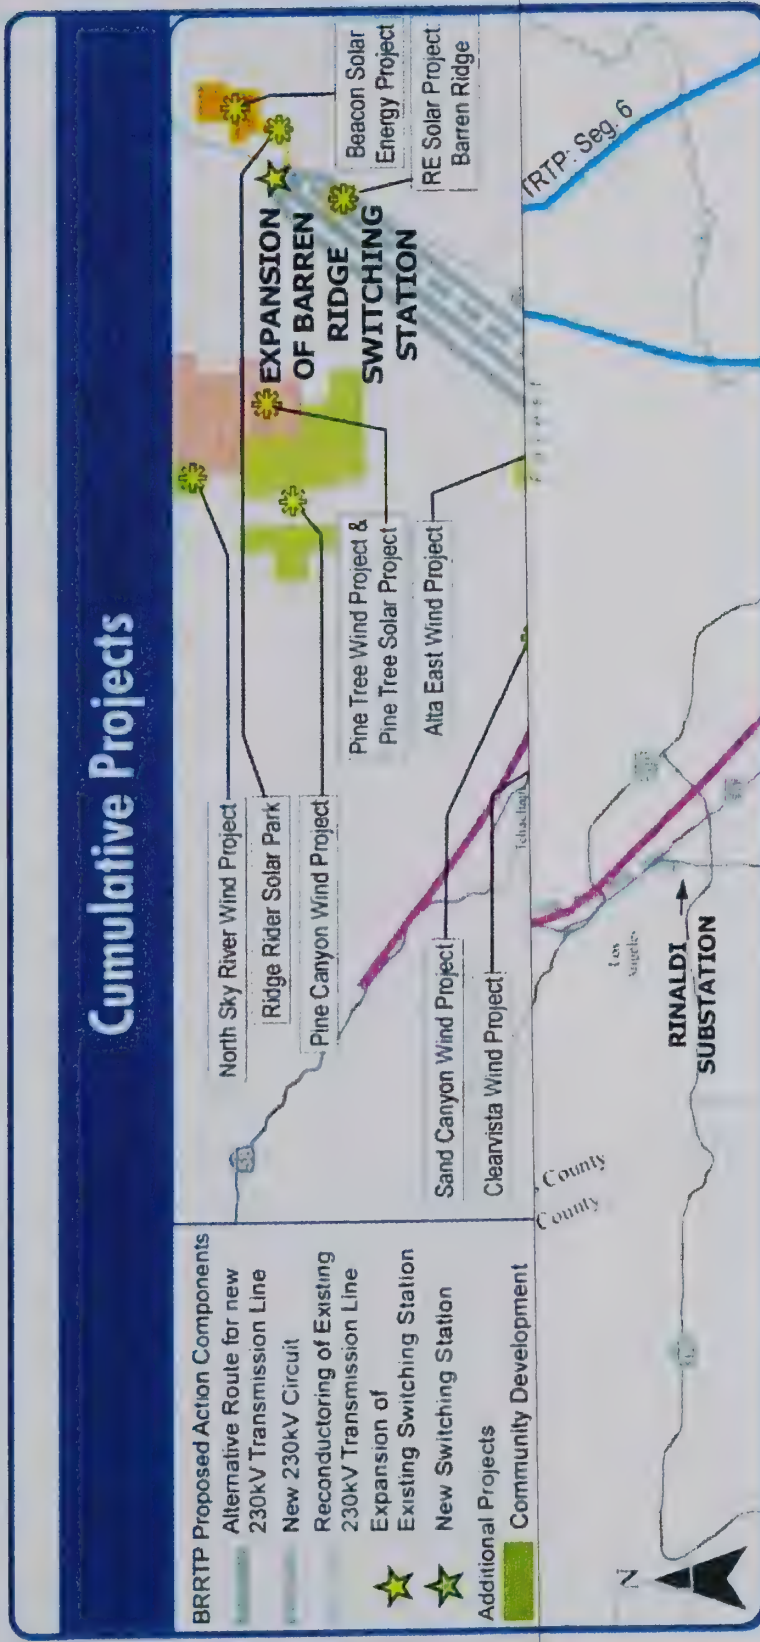 Cumulative Projects
BRRTP Proposed Action Components
Alternative Route for new
230kV Transmission Line
New 230kV Circuit
Reconductoring of Existing
230kV Transmission Line
Expansion of
Existing Switching Station
New Switching Station
Additional Projects
Community Development
North Sky River Wind Project
Ridge Rider Solar Park
Pine Canyon Wind Project
Pine Tree Wind Project &
Pine Tree Solar Project
Alta East Wind Project
Sand Canyon Wind Project
Clearvista Wind Project
EXPANSION
OF BARREN
RIDGE
SWITCHING
STATION
Beacon Solar
Energy Project
RE Solar Project:
Barren Ridge
58
Tehachapi
TRTP: Seg. 6
County
County
Los
Angeles
RINALDI
SUBSTATION
N